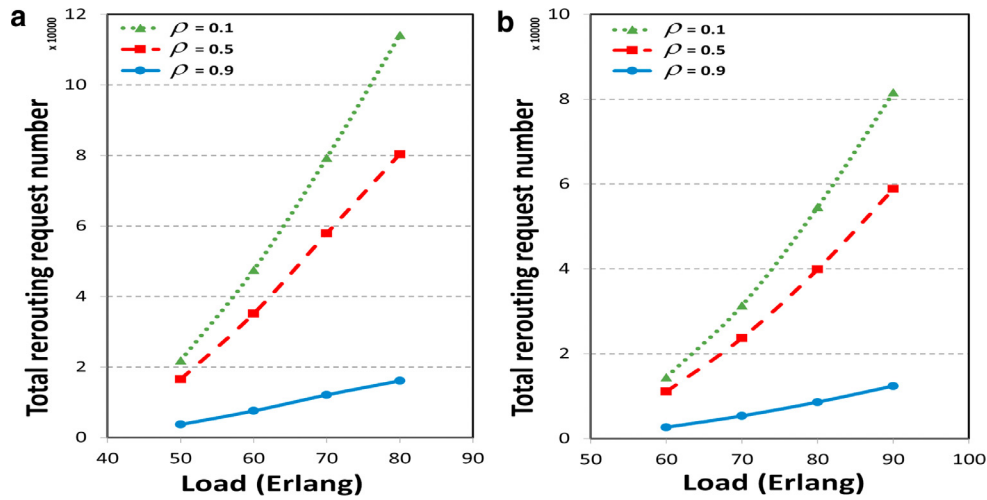 a
x 10000
Total rerouting request number
12
10
8
6
4
2
0
ρ = 0.1
ρ = 0.5
ρ = 0.9
40 50 60 70 80 90
Load (Erlang)
b
x 10000
Total rerouting request number
10
8
6
4
2
0
ρ = 0.1
ρ = 0.5
ρ = 0.9
50 60 70 80 90 100
Load (Erlang)